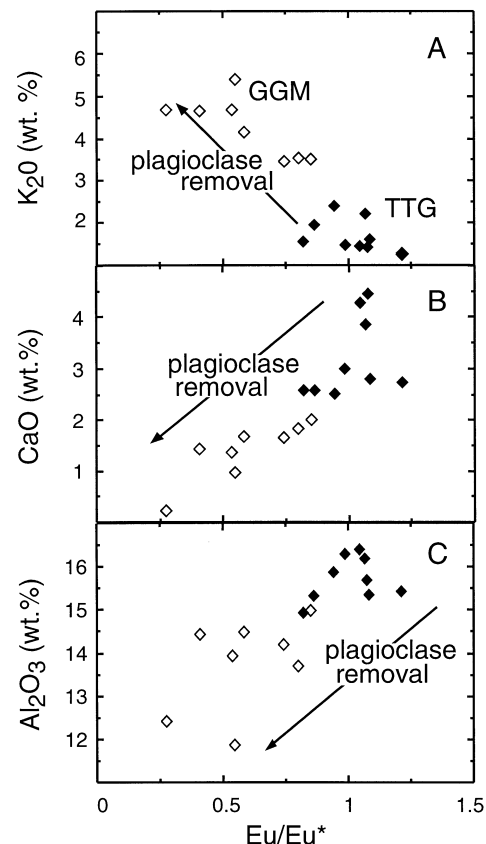 A
6
5
4
3
2
K20 (wt. %)
GGM
plagioclase
removal
TTG
B
4
3
2
1
CaO (wt.%)
plagioclase
removal
C
16
15
14
13
12
Al2O3 (wt.%)
plagioclase
removal
0 0.5 1 1.5
Eu/Eu*